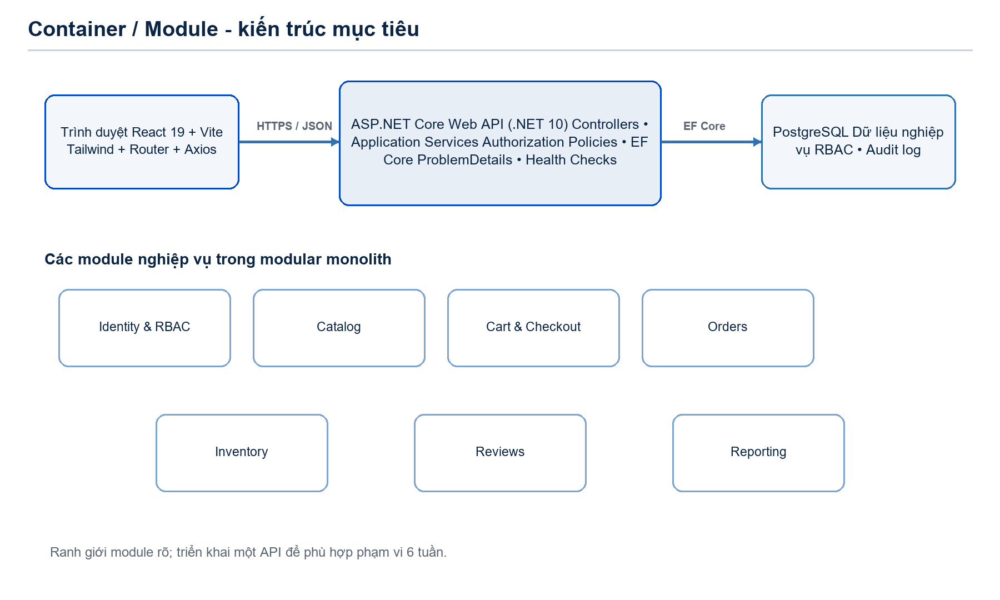 Container / Module - kiến trúc mục tiêu
Trình duyệt React 19 + Vite
Tailwind + Router + Axios
HTTPS / JSON
ASP.NET Core Web API (.NET 10) Controllers •
Application Services Authorization Policies • EF
Core ProblemDetails • Health Checks
EF Core
PostgreSQL Dữ liệu nghiệp
vụ RBAC • Audit log
Các module nghiệp vụ trong modular monolith
Identity & RBAC
Catalog
Cart & Checkout
Orders
Inventory
Reviews
Reporting
Ranh giới module rõ; triển khai một API để phù hợp phạm vi 6 tuần.